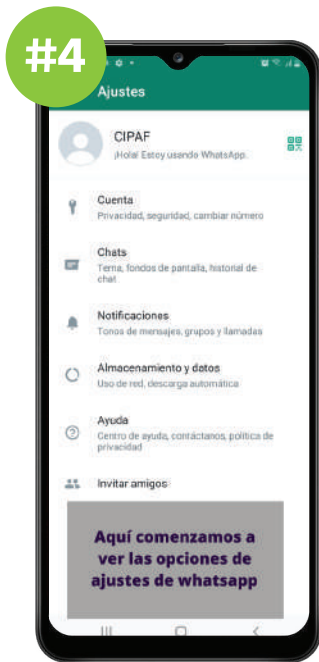 #4
Ajustes
CIPAF
¡Hola! Estoy usando WhatsApp.
Cuenta
Privacidad, seguridad, cambiar número
Chats
Tema, fondos de pantalla, historial de
chat
Notificaciones
Tonos de mensajes, grupos y llamadas
Almacenamiento y datos
Uso de red, descarga automática
Ayuda
Centro de ayuda, contáctanos, política de
privacidad
Invitar amigos
Aquí comenzamos a
ver las opciones de
ajustes de whatsapp